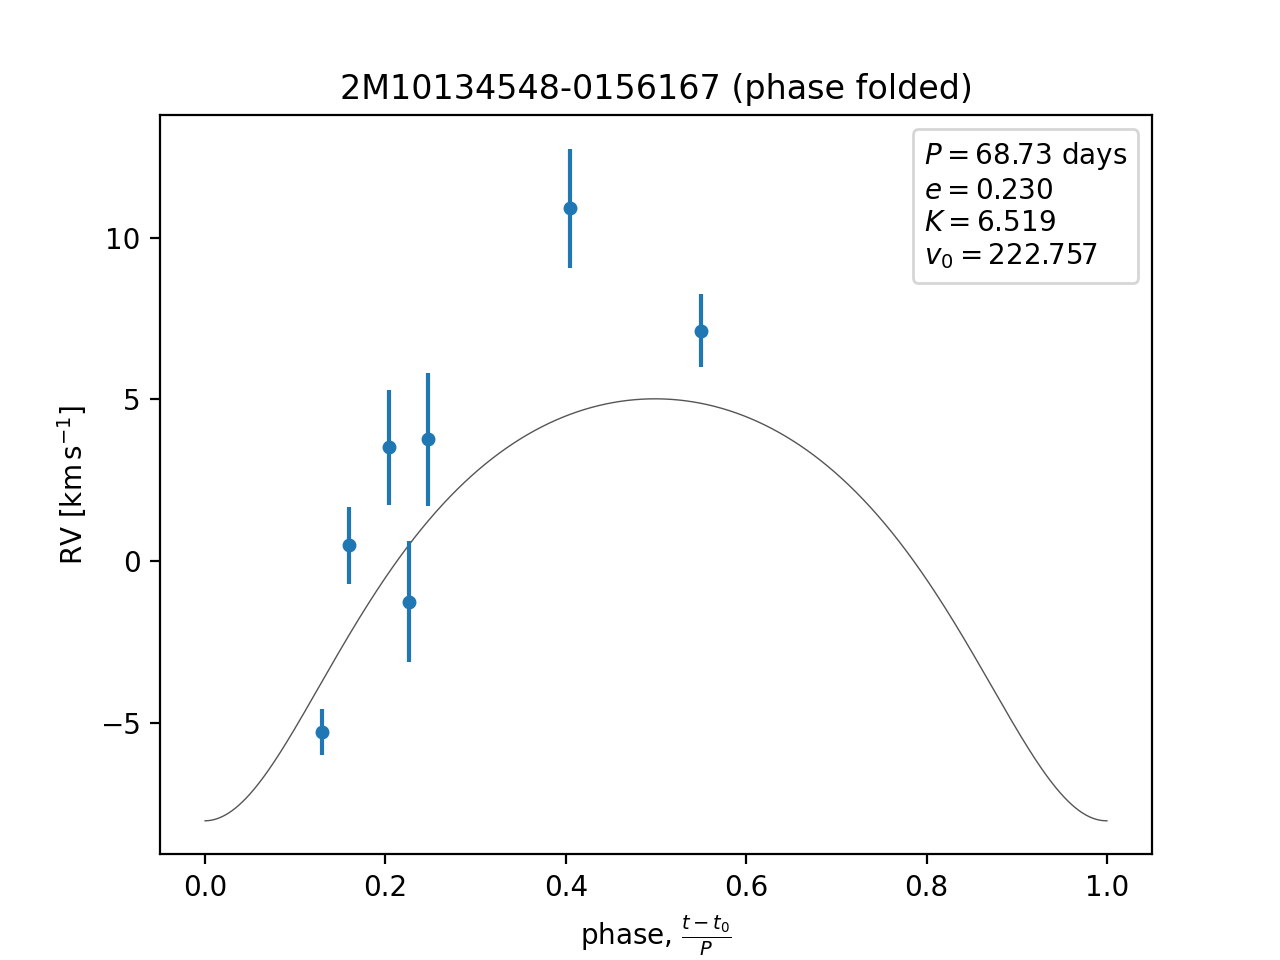 2M10134548-0156167 (phase folded)
P = 68.73 days
e = 0.230
K = 6.519
v₀ = 222.757
10
5
0
−5
RV [km s⁻¹]
0.0 0.2 0.4 0.6 0.8 1.0
phase, (t − t₀)/P